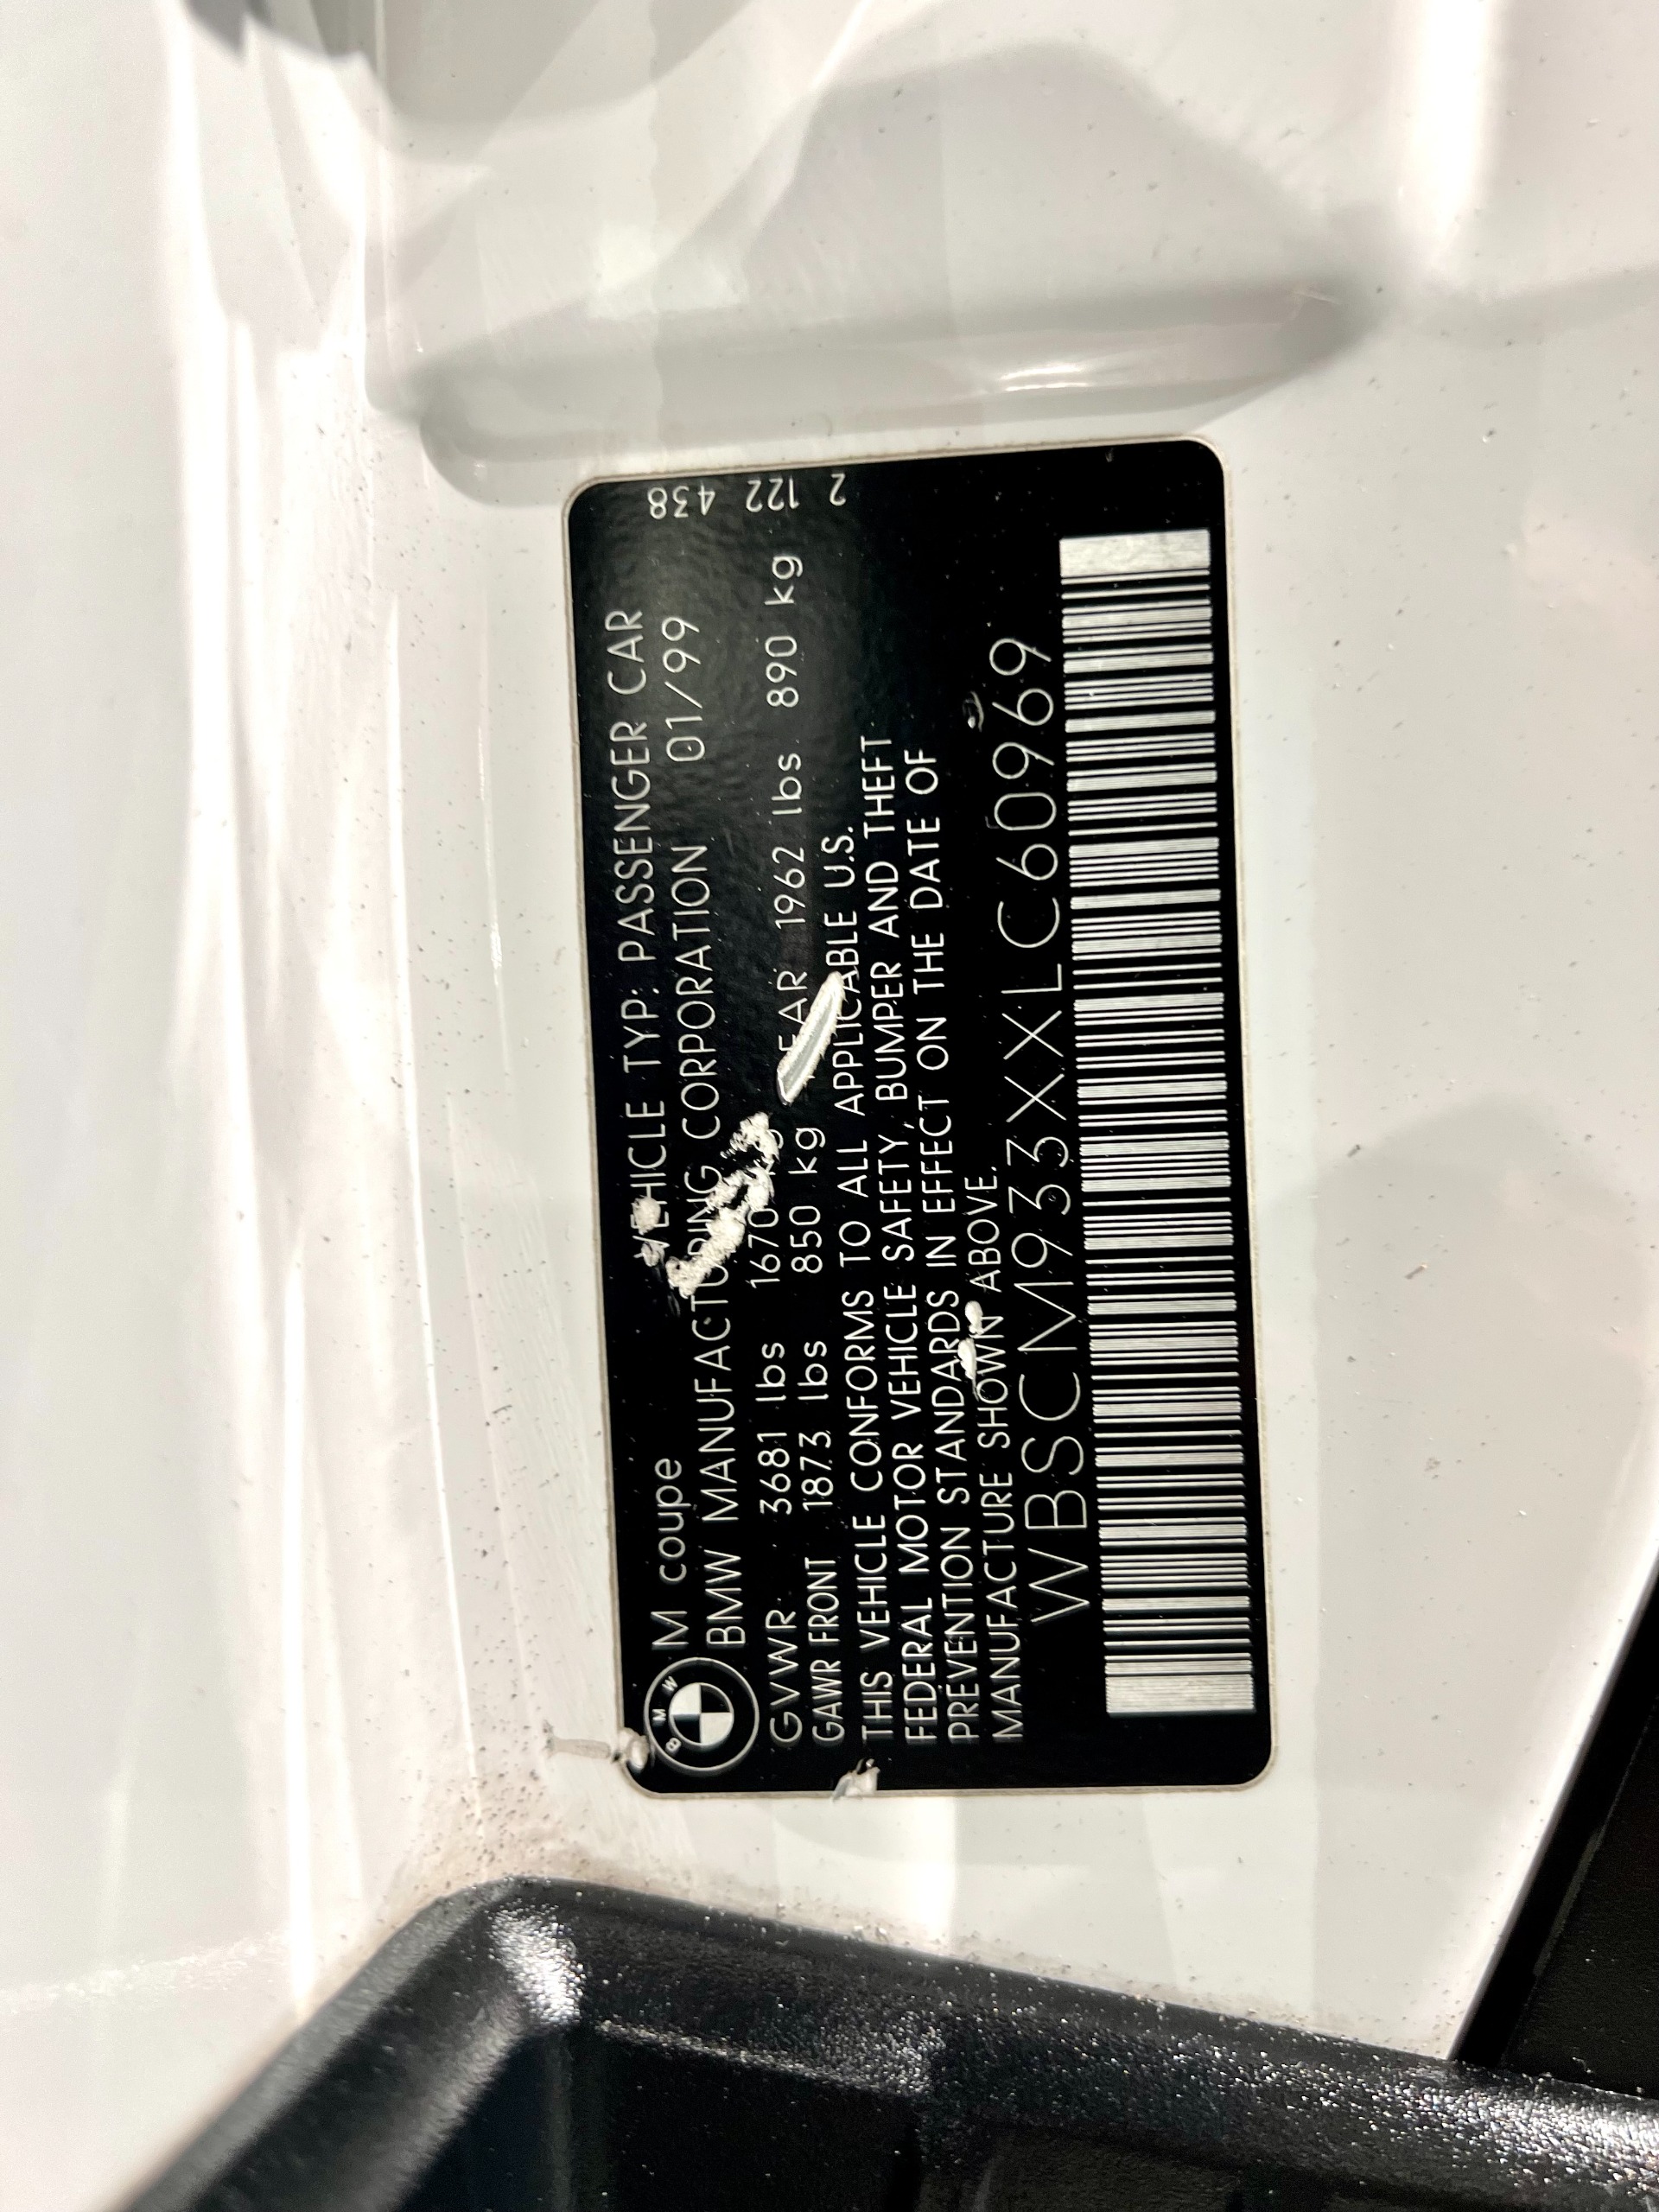 BMW
M coupe VEHICLE TYP: PASSENGER CAR
BMW MANUFACTURING CORPORATION 01/99
GVWR 3681 lbs 1670 kg
GAWR FRONT 1873 lbs 850 kg REAR 1962 lbs 890 kg
THIS VEHICLE CONFORMS TO ALL APPLICABLE U.S.
FEDERAL MOTOR VEHICLE SAFETY, BUMPER AND THEFT
PREVENTION STANDARDS IN EFFECT ON THE DATE OF
MANUFACTURE SHOWN ABOVE.
WBSCM933XXLC60969
2 122 438